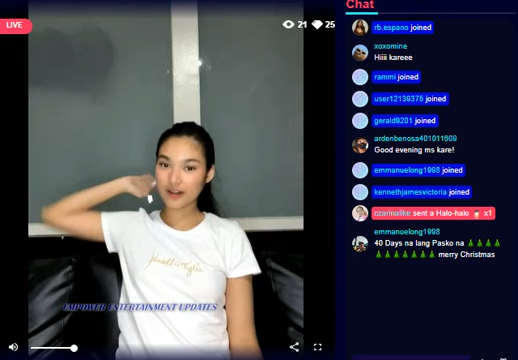 LIVE
21 25
EMPOWER ENTERTAINMENT UPDATES
Chat
rb.espano joined
xoxomine
Hiiii kareee
rammi joined
user12139375 joined
gerald9201 joined
ardenbenosa401011609
Good evening ms kare!
emmanuelong1998 joined
kennethjamesvictoria joined
czarinalike sent a Halo-halo x1
emmanuelong1998
40 Days na lang Pasko na 🎄🎄🎄🎄
🎄🎄🎄🎄🎄🎄🎄 merry Christmas